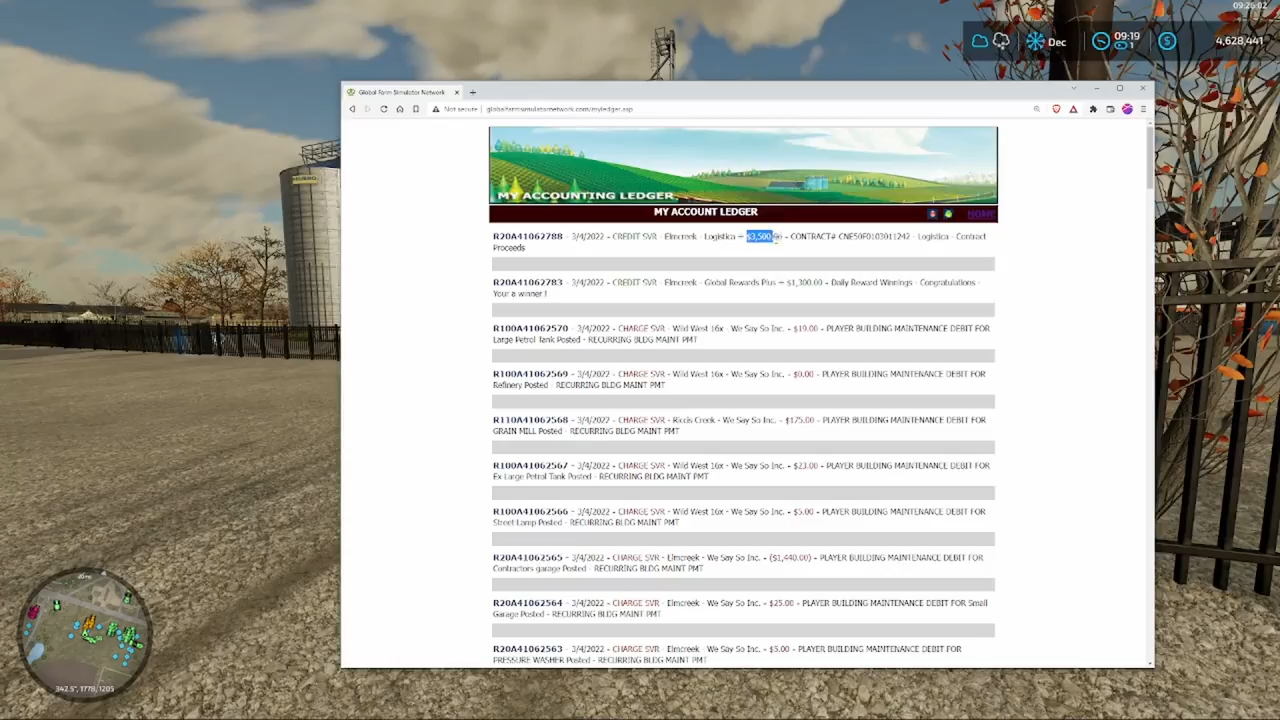 09:26:02
Dec
09:19
1
4,628,441
Global Farm Simulator Network
Not secure | globalfarmsimulatornetwork.com/myledger.asp
MY ACCOUNTING LEDGER
MY ACCOUNT LEDGER
HOME
R20A41062788 - 3/4/2022 - CREDIT SVR - Elmcreek - Logistica - $3,500.00 - CONTRACT# CNE50F0103011242 - Logistica - Contract
Proceeds
R20A41062783 - 3/4/2022 - CREDIT SVR - Elmcreek - Global Rewards Plus - $1,300.00 - Daily Reward Winnings - Congratulations -
Your a winner !
R100A41062570 - 3/4/2022 - CHARGE SVR - Wild West 16x - We Say So Inc. - $19.00 - PLAYER BUILDING MAINTENANCE DEBIT FOR
Large Petrol Tank Posted - RECURRING BLDG MAINT PMT
R100A41062569 - 3/4/2022 - CHARGE SVR - Wild West 16x - We Say So Inc. - $0.00 - PLAYER BUILDING MAINTENANCE DEBIT FOR
Refinery Posted - RECURRING BLDG MAINT PMT
R110A41062568 - 3/4/2022 - CHARGE SVR - Riccis Creek - We Say So Inc. - $175.00 - PLAYER BUILDING MAINTENANCE DEBIT FOR
GRAIN MILL Posted - RECURRING BLDG MAINT PMT
R100A41062567 - 3/4/2022 - CHARGE SVR - Wild West 16x - We Say So Inc. - $23.00 - PLAYER BUILDING MAINTENANCE DEBIT FOR
Ex Large Petrol Tank Posted - RECURRING BLDG MAINT PMT
R100A41062566 - 3/4/2022 - CHARGE SVR - Wild West 16x - We Say So Inc. - $5.00 - PLAYER BUILDING MAINTENANCE DEBIT FOR
Street Lamp Posted - RECURRING BLDG MAINT PMT
R20A41062565 - 3/4/2022 - CHARGE SVR - Elmcreek - We Say So Inc. - ($1,440.00) - PLAYER BUILDING MAINTENANCE DEBIT FOR
Contractors garage Posted - RECURRING BLDG MAINT PMT
R20A41062564 - 3/4/2022 - CHARGE SVR - Elmcreek - We Say So Inc. - $25.00 - PLAYER BUILDING MAINTENANCE DEBIT FOR Small
Garage Posted - RECURRING BLDG MAINT PMT
R20A41062563 - 3/4/2022 - CHARGE SVR - Elmcreek - We Say So Inc. - $5.00 - PLAYER BUILDING MAINTENANCE DEBIT FOR
PRESSURE WASHER Posted - RECURRING BLDG MAINT PMT
342.5°, 1778, 1205